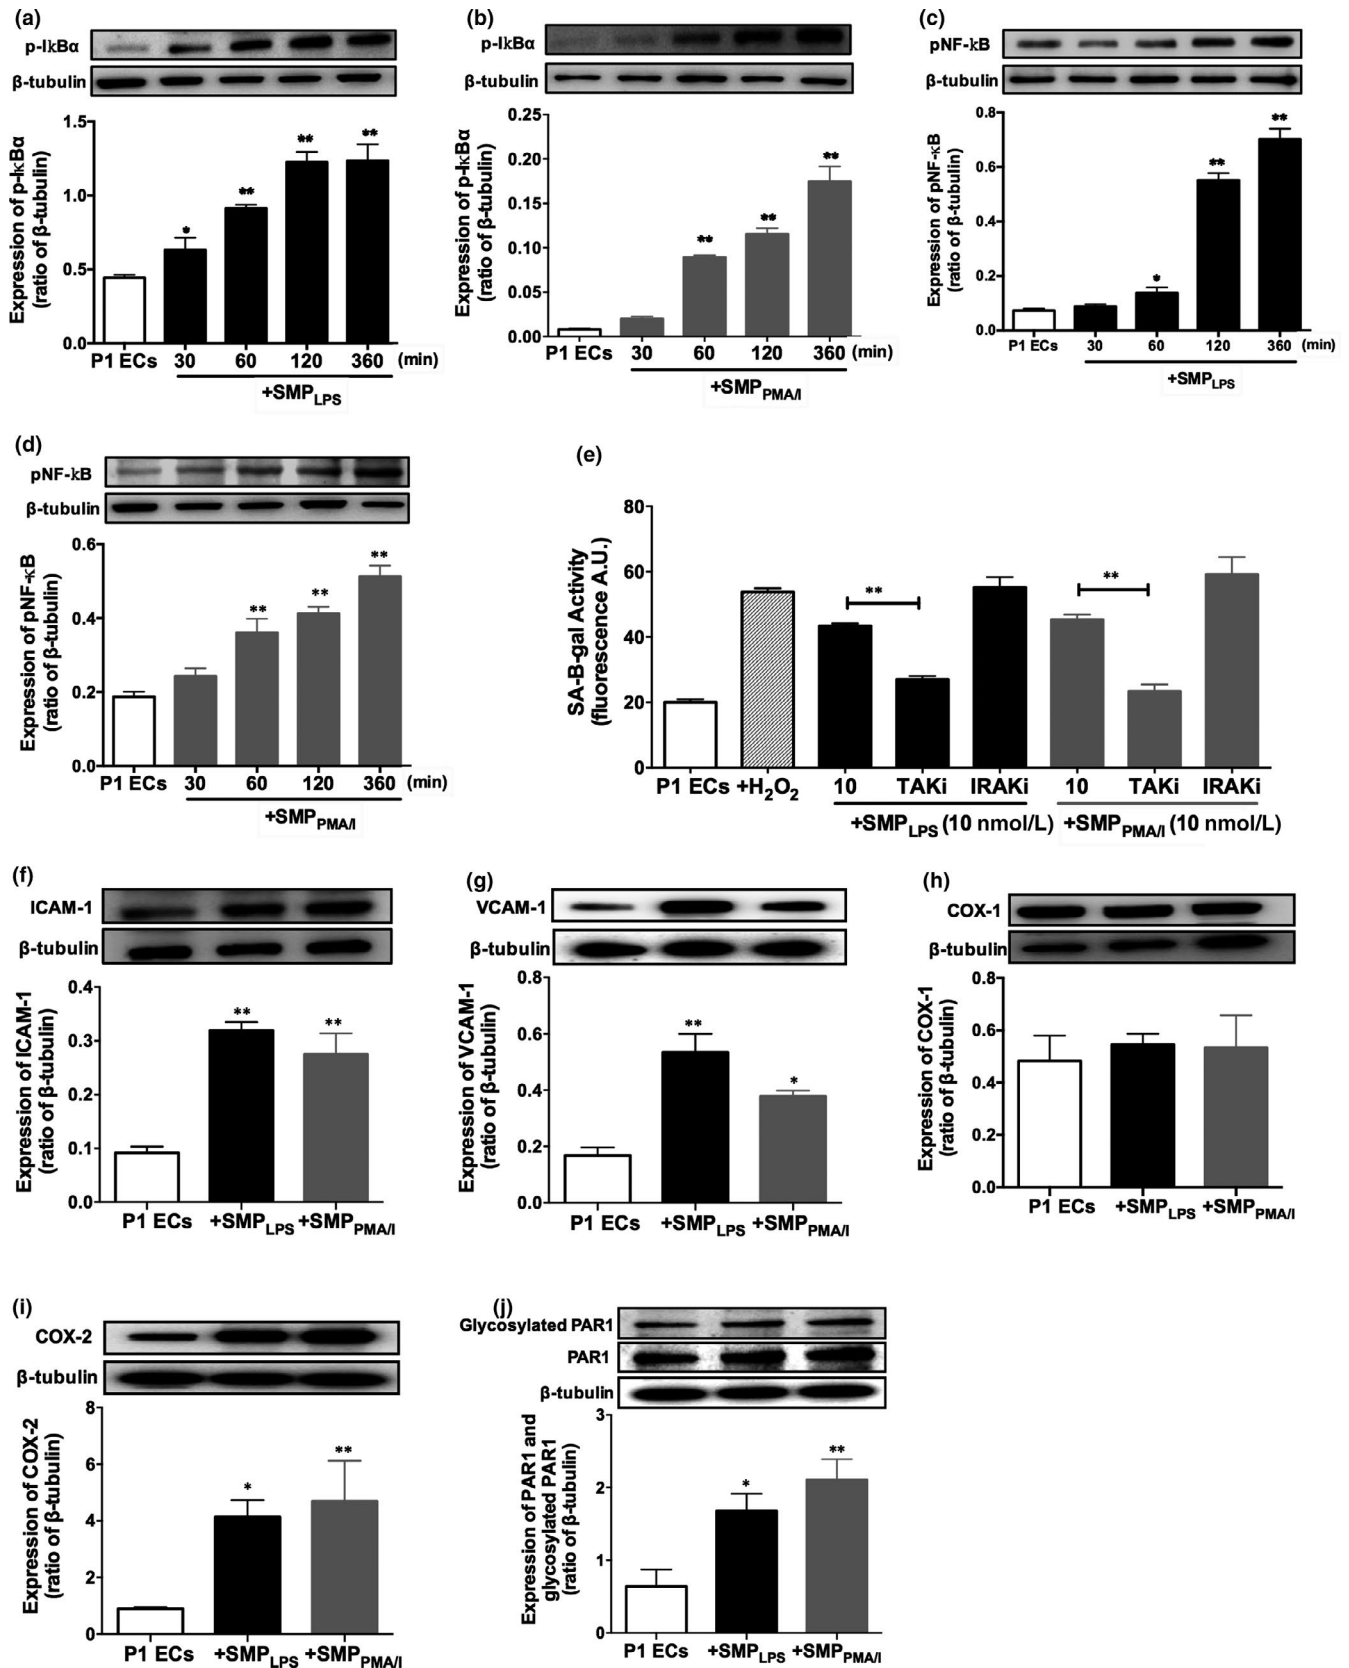 (a)
p-IκBα
β-tubulin
Expression of p-IκBα
(ratio of β-tubulin)
1.5
1.0
0.5
0.0
*
**
**
**
P1 ECs 30 60 120 360 (min)
+SMPLPS
(b)
p-IκBα
β-tubulin
Expression of p-IκBα
(ratio of β-tubulin)
0.25
0.20
0.15
0.10
0.05
0.00
**
**
**
P1 ECs 30 60 120 360 (min)
+SMPPMA/I
(c)
pNF-kB
β-tubulin
Expression of pNF-κB
(ratio of β-tubulin)
0.8
0.6
0.4
0.2
0.0
*
**
**
P1 ECs 30 60 120 360 (min)
+SMPLPS
(d)
pNF-kB
β-tubulin
Expression of pNF-κB
(ratio of β-tubulin)
0.6
0.4
0.2
0.0
**
**
**
P1 ECs 30 60 120 360 (min)
+SMPPMA/I
(e)
SA-B-gal Activity
(fluorescence A.U.)
80
60
40
20
0
**
**
P1 ECs +H2O2 10 TAKi IRAKi 10 TAKi IRAKi
+SMPLPS (10 nmol/L) +SMPPMA/I (10 nmol/L)
(f)
ICAM-1
β-tubulin
Expression of ICAM-1
(ratio of β-tubulin)
0.4
0.3
0.2
0.1
0.0
**
**
P1 ECs +SMPLPS +SMPPMA/I
(g)
VCAM-1
β-tubulin
Expression of VCAM-1
(ratio of β-tubulin)
0.8
0.6
0.4
0.2
0.0
**
*
P1 ECs +SMPLPS +SMPPMA/I
(h)
COX-1
β-tubulin
Expression of COX-1
(ratio of β-tubulin)
0.8
0.6
0.4
0.2
0.0
P1 ECs +SMPLPS +SMPPMA/I
(i)
COX-2
β-tubulin
Expression of COX-2
(ratio of β-tubulin)
8
6
4
2
0
*
**
P1 ECs +SMPLPS +SMPPMA/I
(j)
Glycosylated PAR1
PAR1
β-tubulin
Expression of PAR1 and
glycosylated PAR1
(ratio of β-tubulin)
3
2
1
0
*
**
P1 ECs +SMPLPS +SMPPMA/I